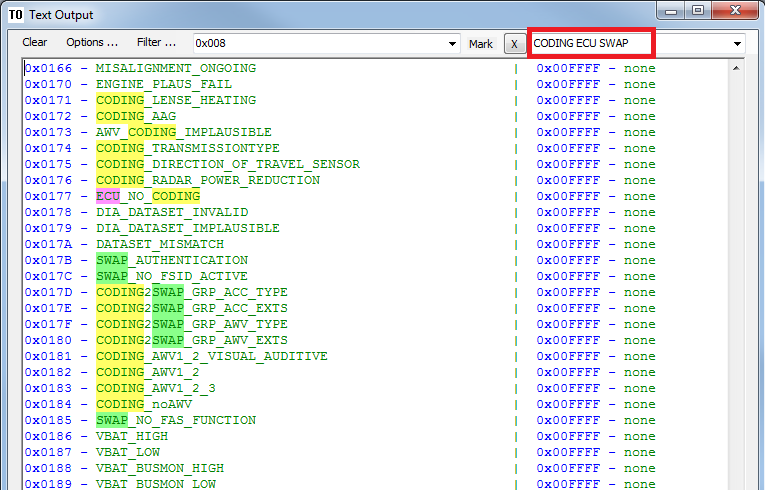 TO Text Output
Clear Options ... Filter ... 0x008 Mark X CODING ECU SWAP
0x0166 - MISALIGNMENT_ONGOING | 0x00FFFF - none
0x0170 - ENGINE_PLAUS_FAIL | 0x00FFFF - none
0x0171 - CODING_LENSE_HEATING | 0x00FFFF - none
0x0172 - CODING_AAG | 0x00FFFF - none
0x0173 - AWV_CODING_IMPLAUSIBLE | 0x00FFFF - none
0x0174 - CODING_TRANSMISSIONTYPE | 0x00FFFF - none
0x0175 - CODING_DIRECTION_OF_TRAVEL_SENSOR | 0x00FFFF - none
0x0176 - CODING_RADAR_POWER_REDUCTION | 0x00FFFF - none
0x0177 - ECU_NO_CODING | 0x00FFFF - none
0x0178 - DIA_DATASET_INVALID | 0x00FFFF - none
0x0179 - DIA_DATASET_IMPLAUSIBLE | 0x00FFFF - none
0x017A - DATASET_MISMATCH | 0x00FFFF - none
0x017B - SWAP_AUTHENTICATION | 0x00FFFF - none
0x017C - SWAP_NO_FSID_ACTIVE | 0x00FFFF - none
0x017D - CODING2SWAP_GRP_ACC_TYPE | 0x00FFFF - none
0x017E - CODING2SWAP_GRP_ACC_EXTS | 0x00FFFF - none
0x017F - CODING2SWAP_GRP_AWV_TYPE | 0x00FFFF - none
0x0180 - CODING2SWAP_GRP_AWV_EXTS | 0x00FFFF - none
0x0181 - CODING_AWV1_2_VISUAL_AUDITIVE | 0x00FFFF - none
0x0182 - CODING_AWV1_2 | 0x00FFFF - none
0x0183 - CODING_AWV1_2_3 | 0x00FFFF - none
0x0184 - CODING_noAWV | 0x00FFFF - none
0x0185 - SWAP_NO_FAS_FUNCTION | 0x00FFFF - none
0x0186 - VBAT_HIGH | 0x00FFFF - none
0x0187 - VBAT_LOW | 0x00FFFF - none
0x0188 - VBAT_BUSMON_HIGH | 0x00FFFF - none
0x0189 - VBAT_BUSMON_LOW | 0x00FFFF - none